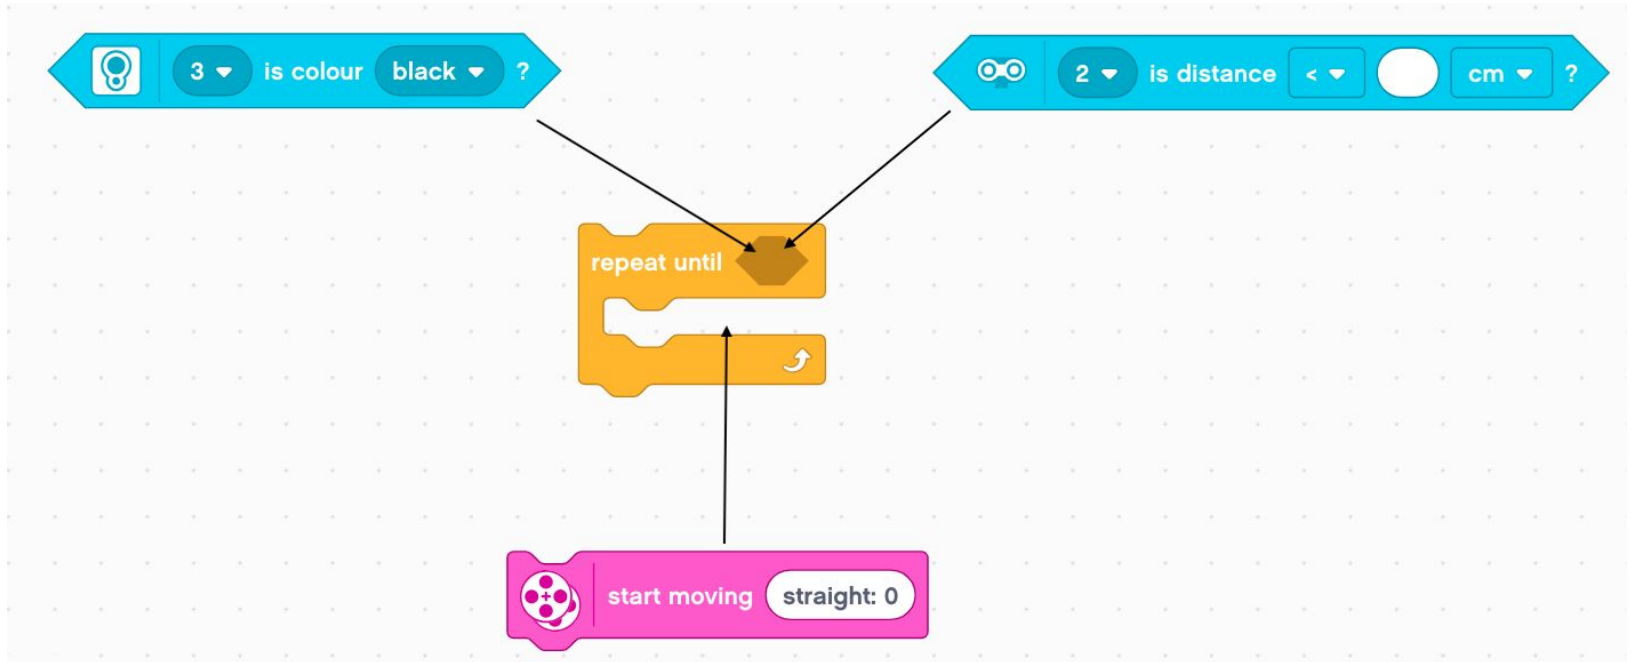 3 is colour black ?
2 is distance < cm ?
repeat until
start moving straight: 0